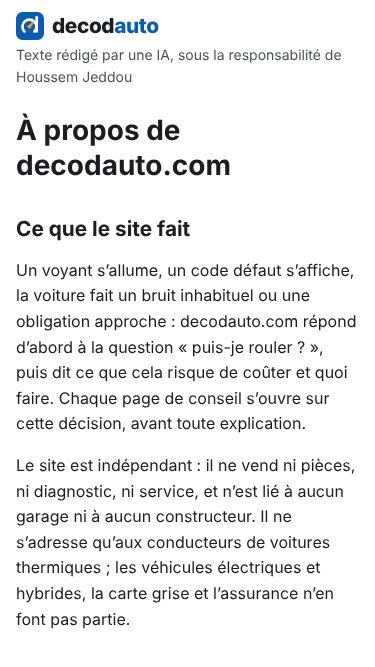 decodauto
Texte rédigé par une IA, sous la responsabilité de
Houssem Jeddou
À propos de
decodauto.com
Ce que le site fait
Un voyant s’allume, un code défaut s’affiche,
la voiture fait un bruit inhabituel ou une
obligation approche : decodauto.com répond
d’abord à la question « puis-je rouler ? »,
puis dit ce que cela risque de coûter et quoi
faire. Chaque page de conseil s’ouvre sur
cette décision, avant toute explication.
Le site est indépendant : il ne vend ni pièces,
ni diagnostic, ni service, et n’est lié à aucun
garage ni à aucun constructeur. Il ne
s’adresse qu’aux conducteurs de voitures
thermiques ; les véhicules électriques et
hybrides, la carte grise et l’assurance n’en
font pas partie.